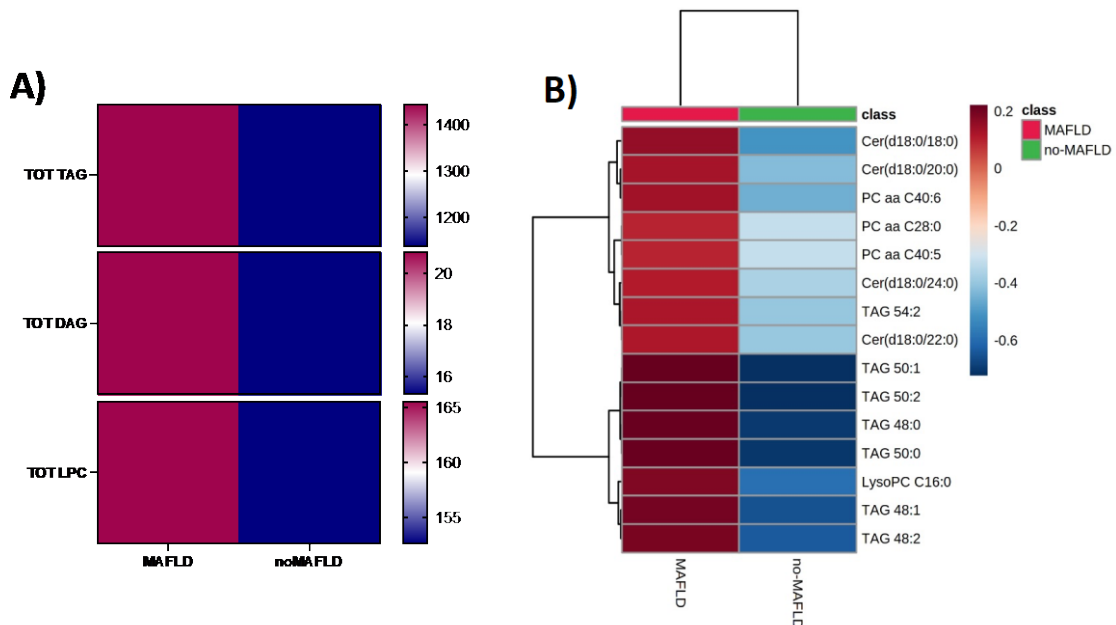 A)
TOT TAG
1400
1300
1200
TOT DAG
20
18
16
TOT LPC
165
160
155
MAFLD
noMAFLD
B)
class
Cer(d18:0/18:0)
Cer(d18:0/20:0)
PC aa C40:6
PC aa C28:0
PC aa C40:5
Cer(d18:0/24:0)
TAG 54:2
Cer(d18:0/22:0)
TAG 50:1
TAG 50:2
TAG 48:0
TAG 50:0
LysoPC C16:0
TAG 48:1
TAG 48:2
MAFLD
no-MAFLD
0.2
0
-0.2
-0.4
-0.6
class
MAFLD
no-MAFLD